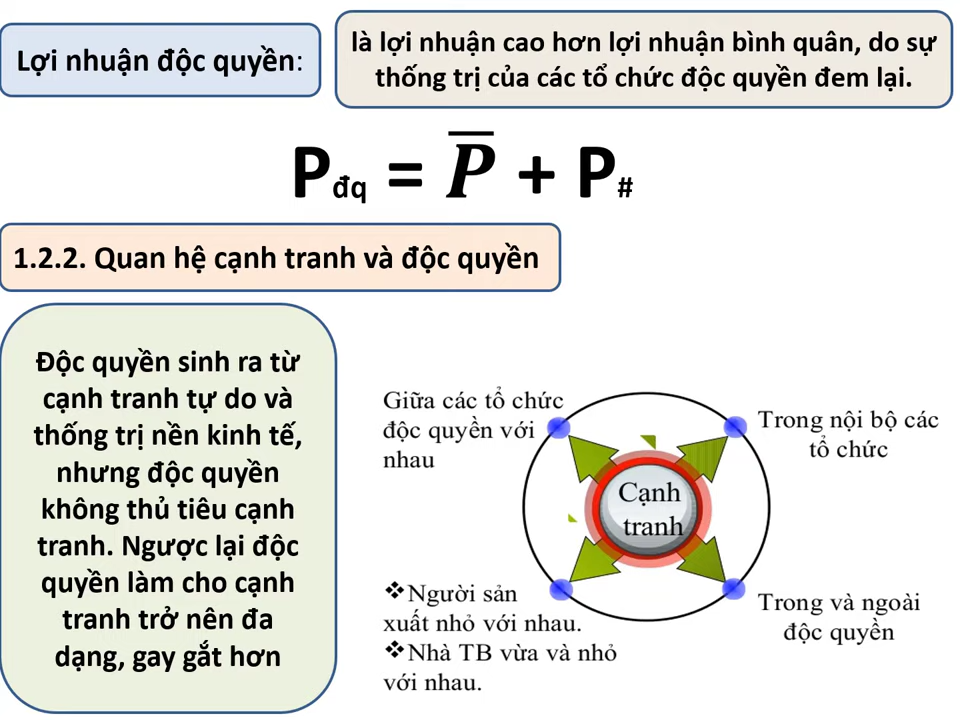 Lợi nhuận độc quyền:
là lợi nhuận cao hơn lợi nhuận bình quân, do sự
thống trị của các tổ chức độc quyền đem lại.
Pđq = P̅ + P#
1.2.2. Quan hệ cạnh tranh và độc quyền
Độc quyền sinh ra từ
cạnh tranh tự do và
thống trị nền kinh tế,
nhưng độc quyền
không thủ tiêu cạnh
tranh. Ngược lại độc
quyền làm cho cạnh
tranh trở nên đa
dạng, gay gắt hơn
Giữa các tổ chức
độc quyền với
nhau
Trong nội bộ các
tổ chức
Cạnh
tranh
❖Người sản
xuất nhỏ với nhau.
❖Nhà TB vừa và nhỏ
với nhau.
Trong và ngoài
độc quyền